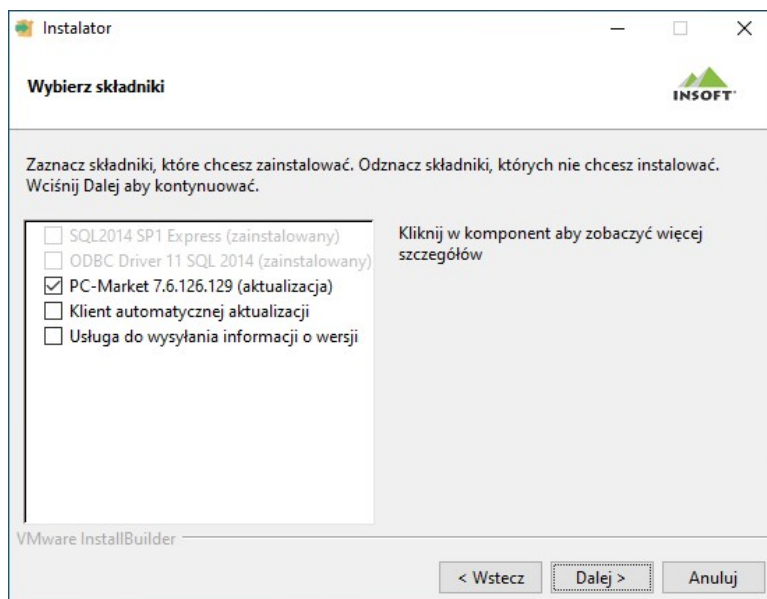 Instalator
Wybierz składniki
INSOFT
Zaznacz składniki, które chcesz zainstalować. Odznacz składniki, których nie chcesz instalować.
Wciśnij Dalej aby kontynuować.
SQL2014 SP1 Express (zainstalowany)
ODBC Driver 11 SQL 2014 (zainstalowany)
PC-Market 7.6.126.129 (aktualizacja)
Klient automatycznej aktualizacji
Usługa do wysyłania informacji o wersji
Kliknij w komponent aby zobaczyć więcej
szczegółów
VMware InstallBuilder
< Wstecz
Dalej >
Anuluj